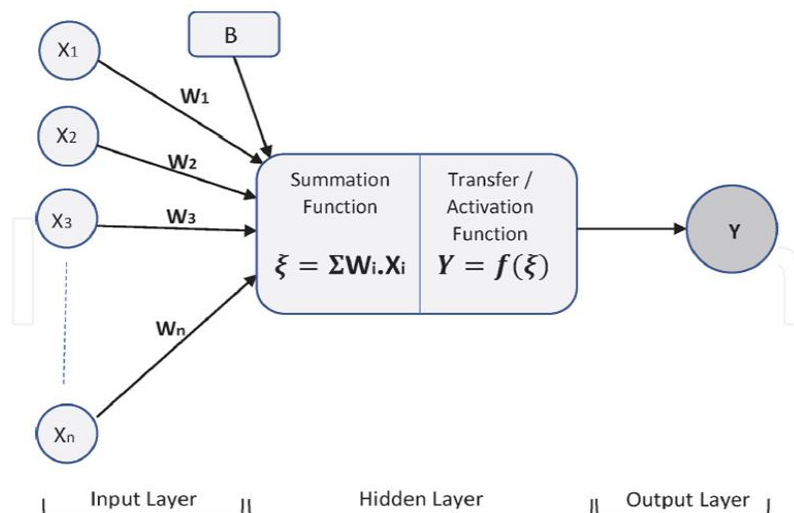 X1
B
W1
X2
W2
X3
W3
Summation
Function
ξ = ΣWi.Xi
Transfer /
Activation
Function
Y = f(ξ)
Y
Wn
Xn
Input Layer
Hidden Layer
Output Layer